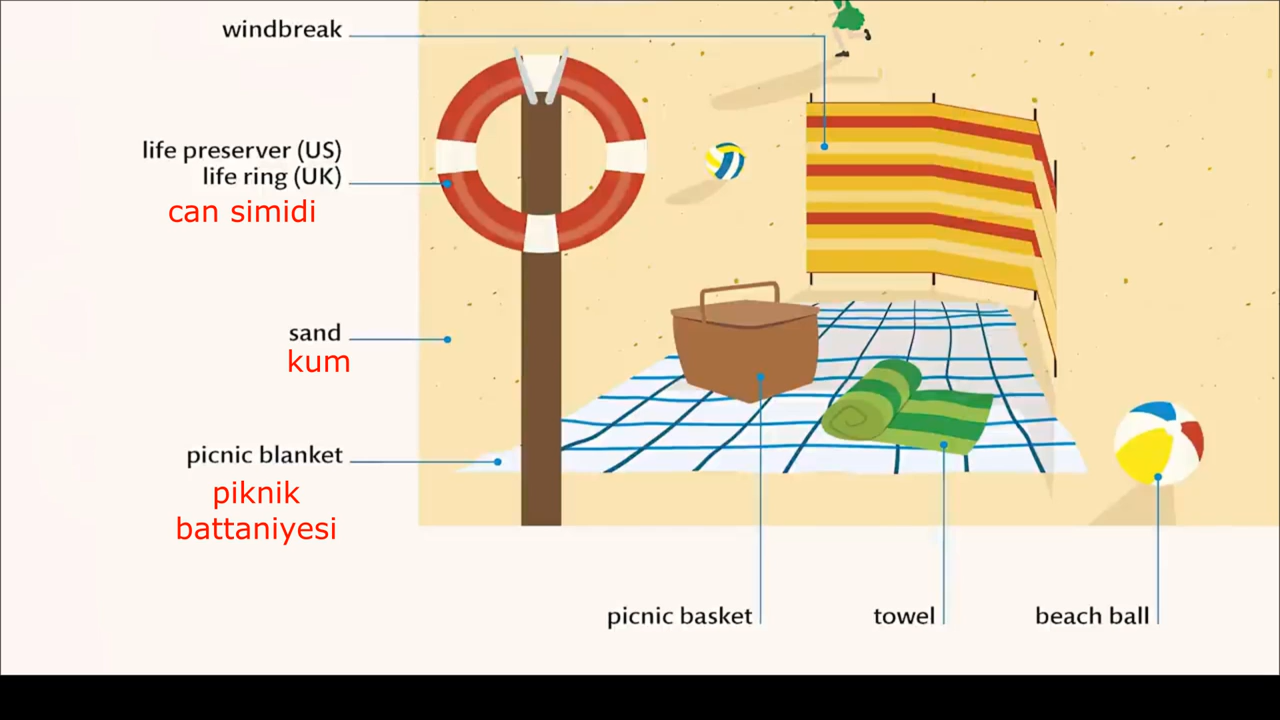 windbreak
life preserver (US)
life ring (UK)
can simidi
sand
kum
picnic blanket
piknik
battaniyesi
picnic basket
towel
beach ball